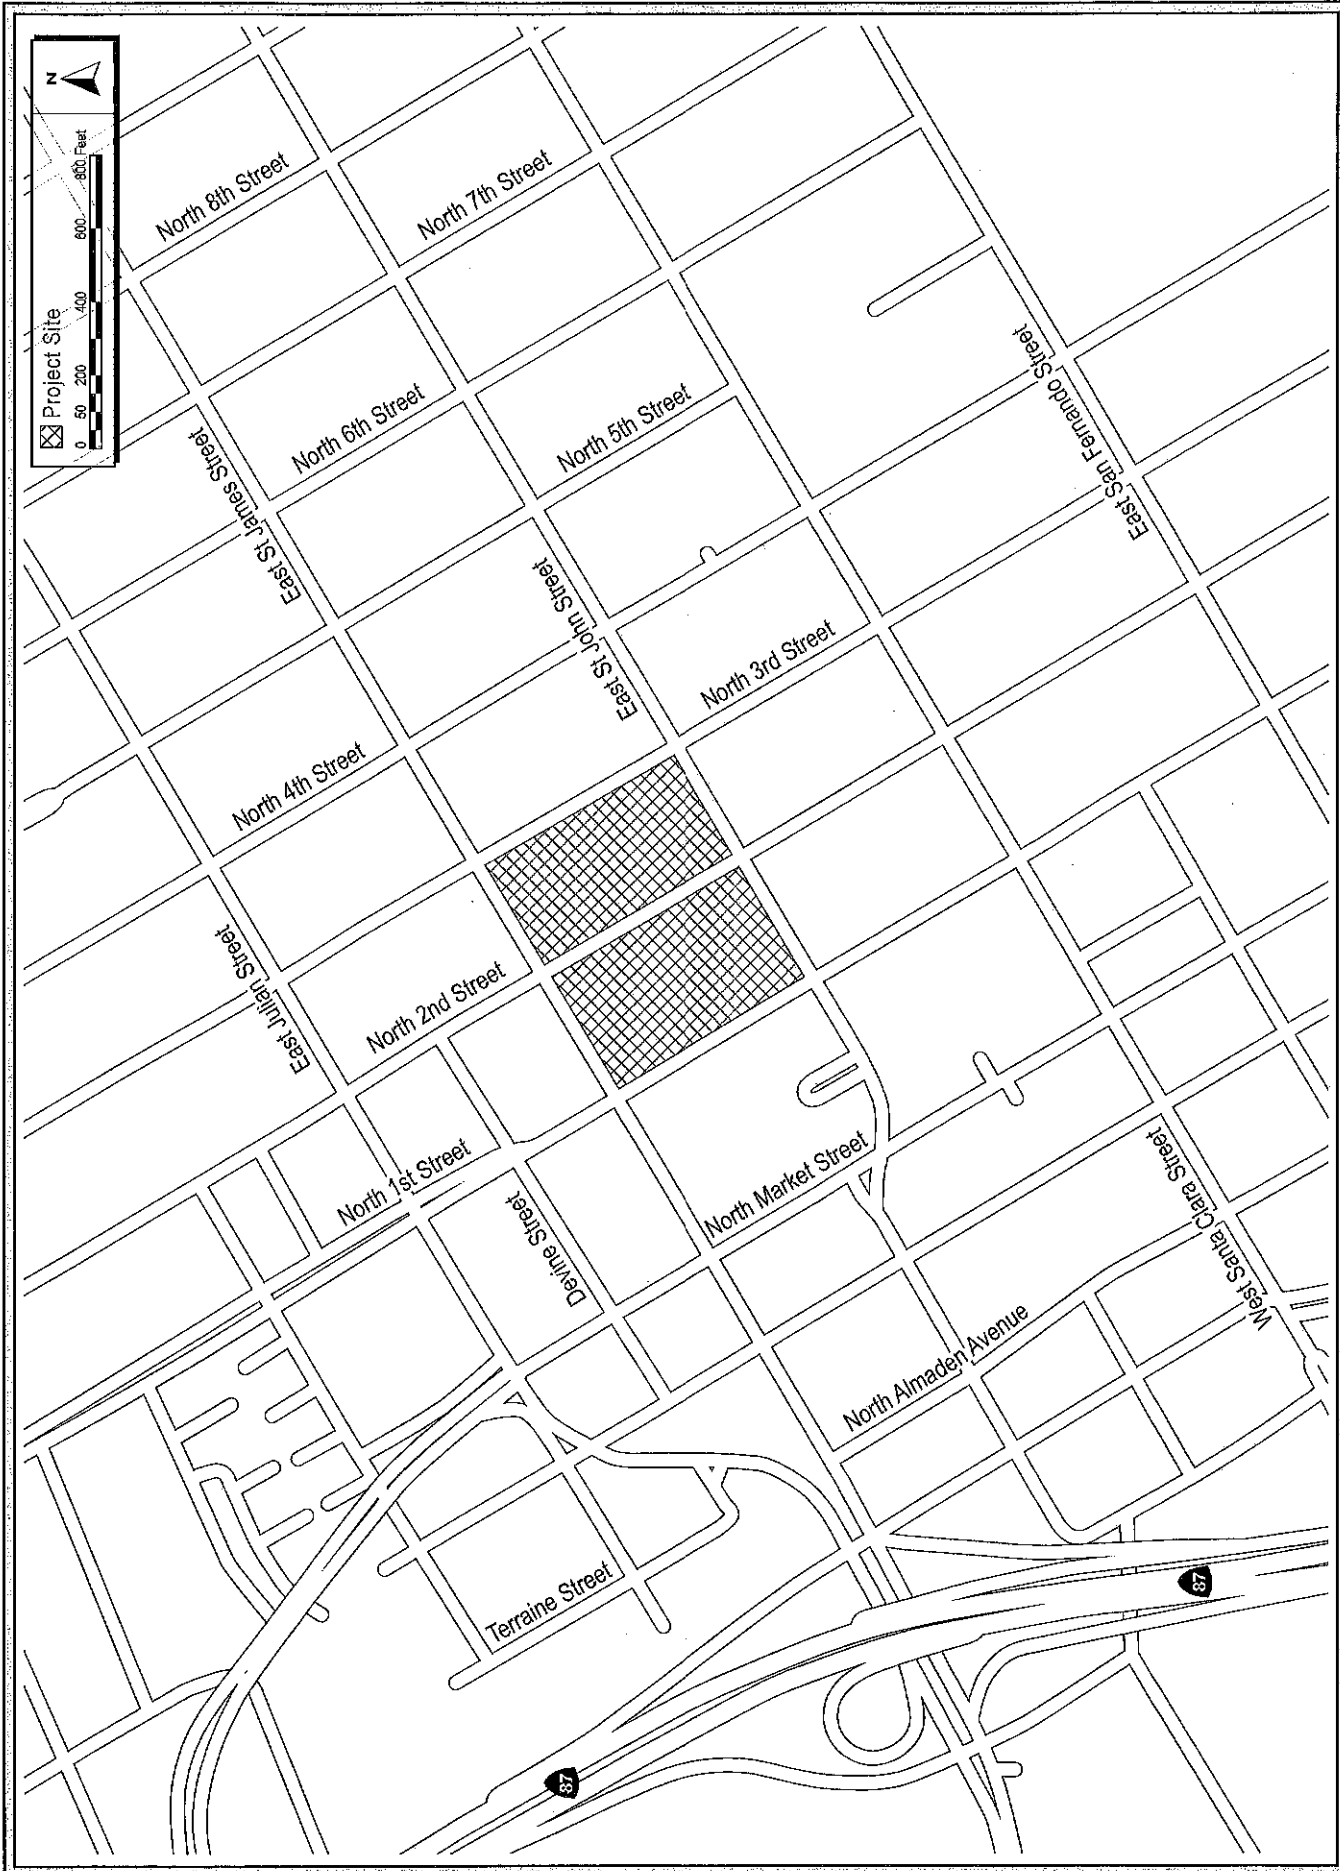 N
Project Site
0 50 200 400 600 800 Feet
North 8th Street
North 7th Street
North 6th Street
North 5th Street
East St James Street
East San Fernando Street
East St John Street
North 3rd Street
North 4th Street
East Julian Street
North 2nd Street
North 1st Street
North Market Street
Devine Street
West Santa Clara Street
North Almaden Avenue
Terraine Street
87
87